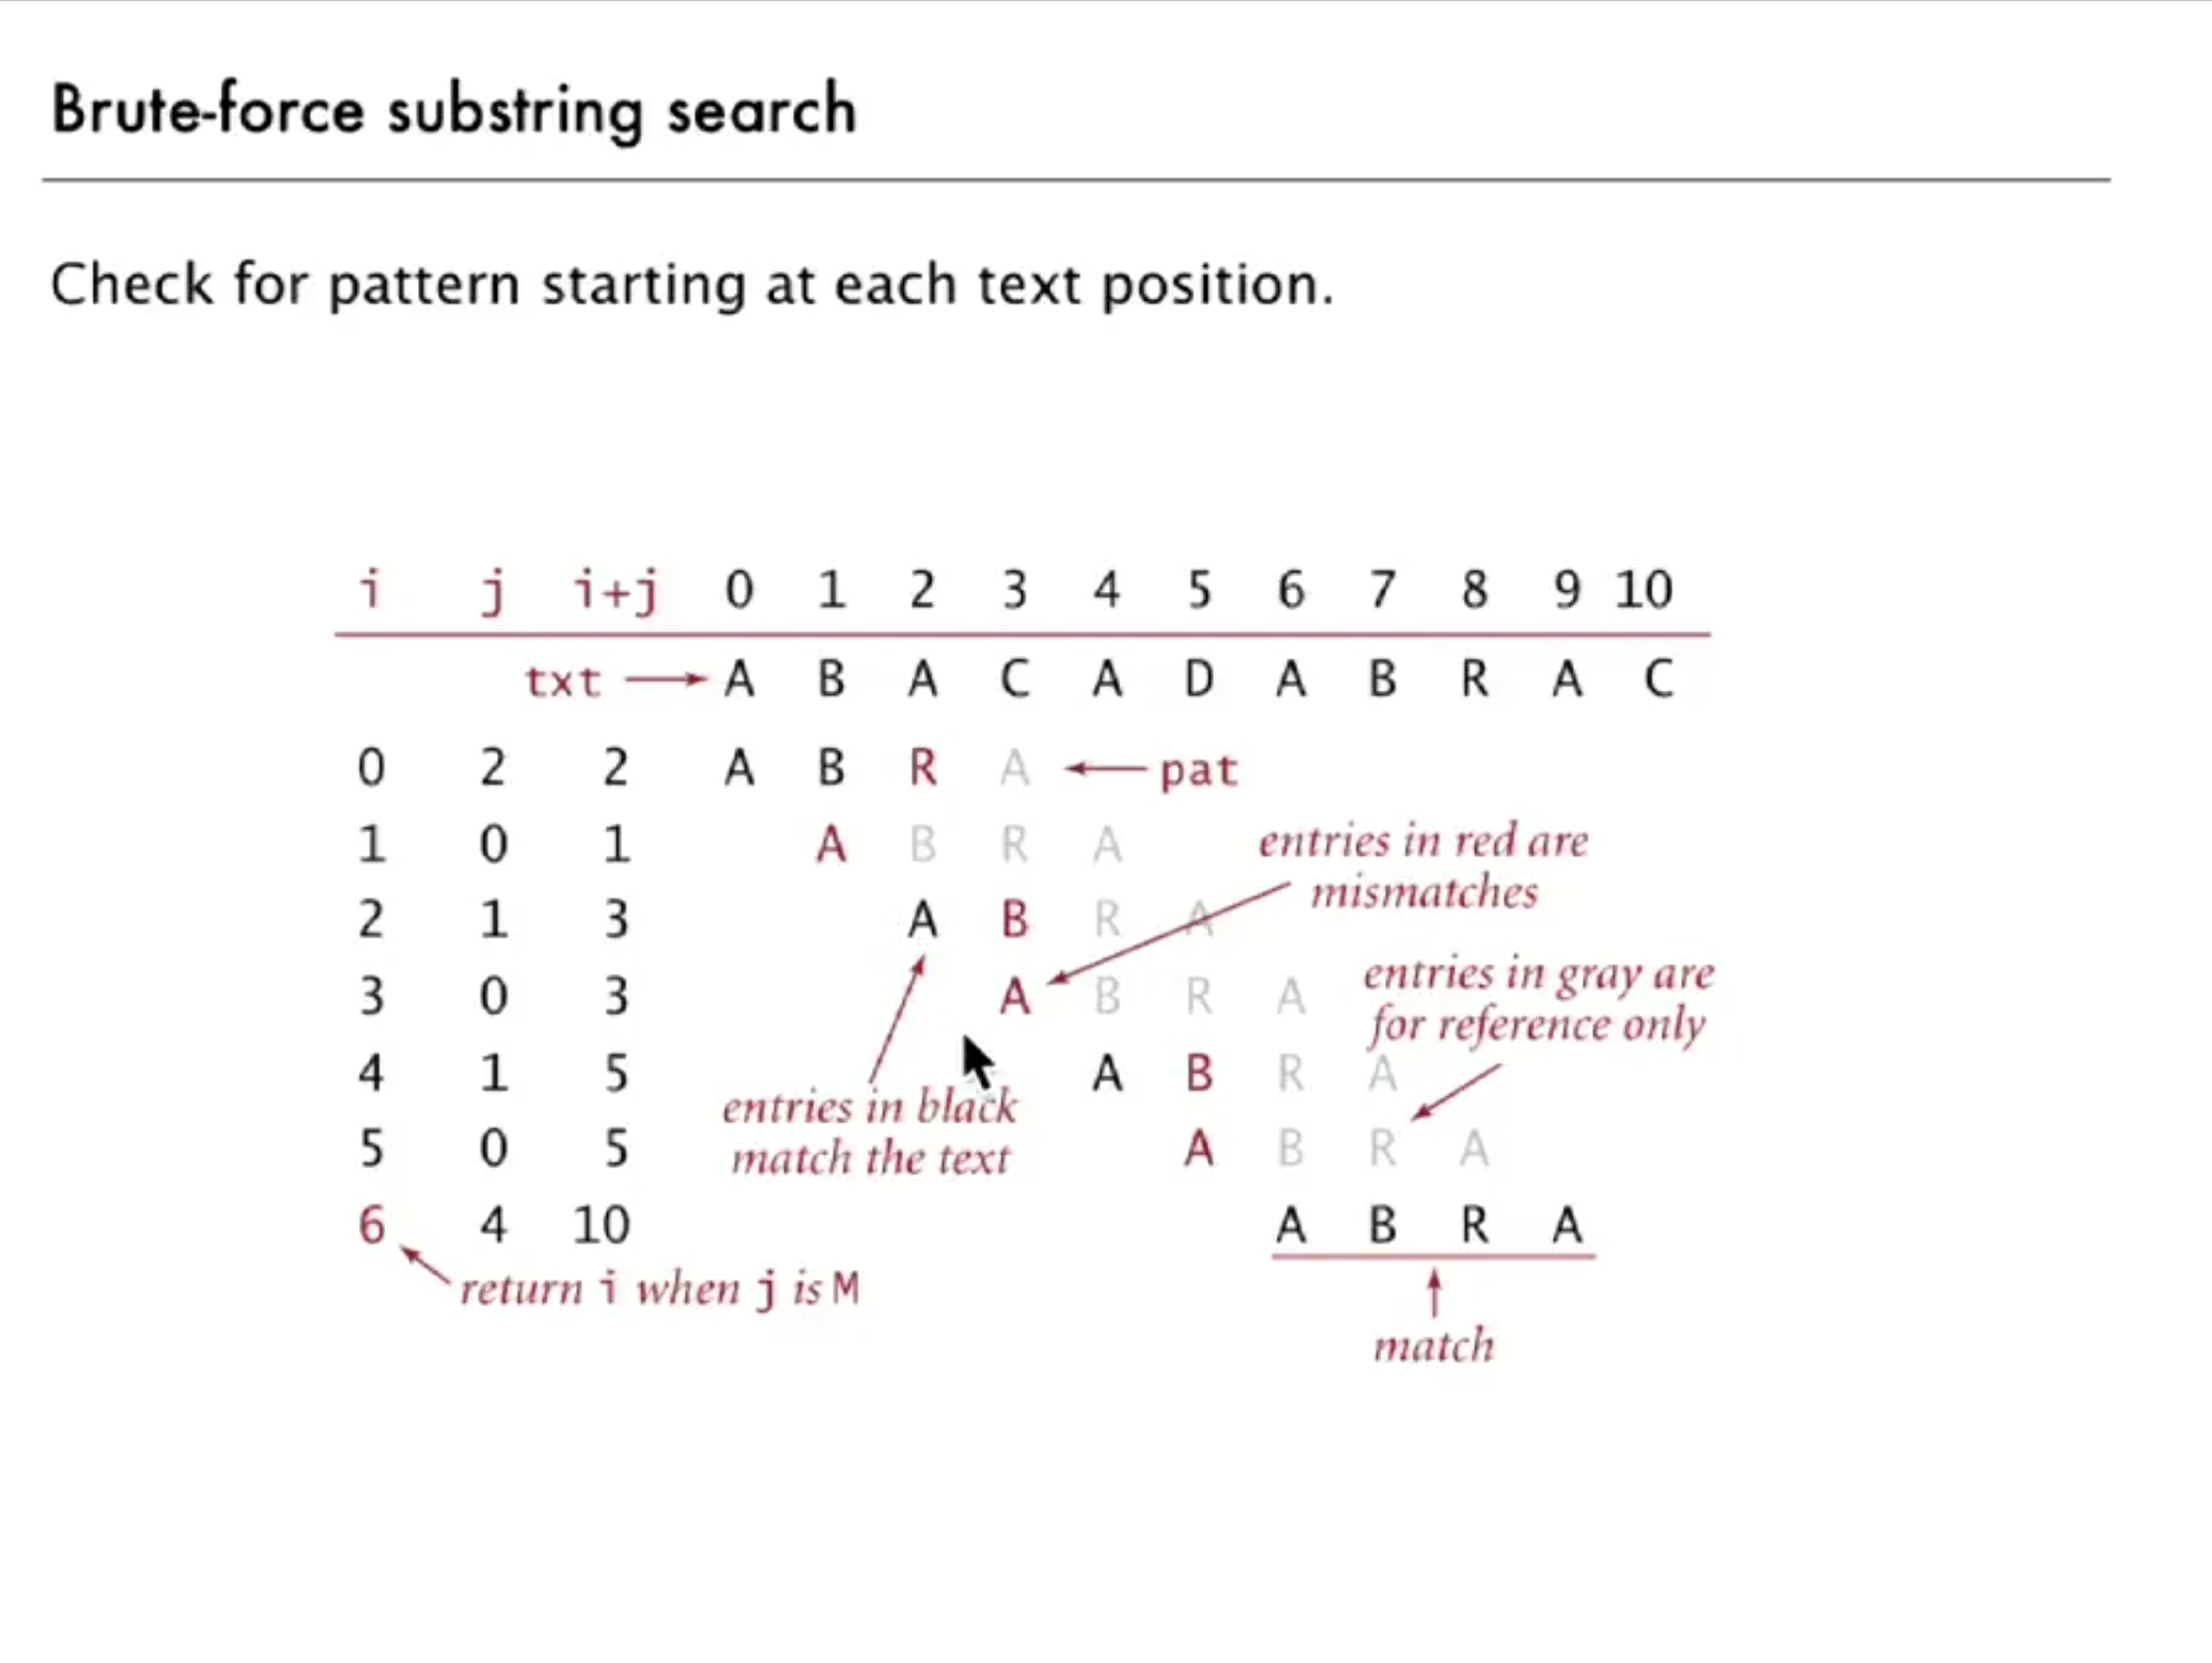 Brute-force substring search
Check for pattern starting at each text position.
i j i+j 0 1 2 3 4 5 6 7 8 9 10
txt A B A C A D A B R A C
0 2 2 A B R A pat
1 0 1 A B R A
entries in red are
mismatches
2 1 3 A B R A
3 0 3 A B R A
entries in gray are
for reference only
4 1 5 A B R A
entries in black
match the text
5 0 5 A B R A
6 4 10 A B R A
return i when j is M
match